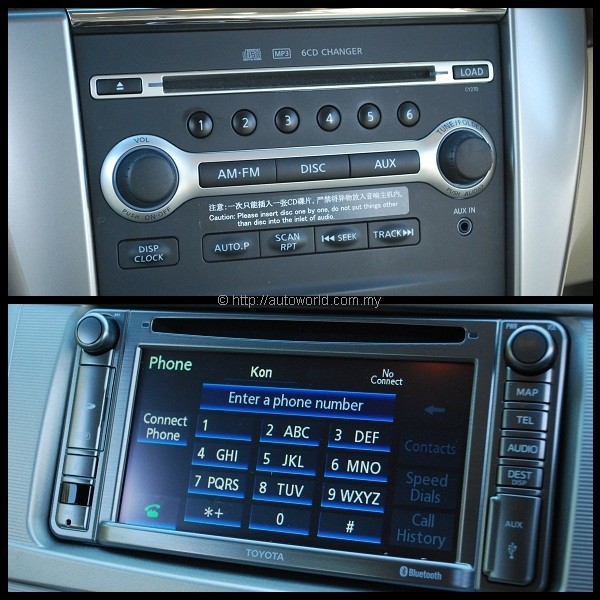 MP3 6CD CHANGER
LOAD
CY27D
1 2 3 4 5 6
VOL
TUNE/FOLDER
AM·FM DISC AUX
PUSH ON·OFF
PUSH AUDIO
注意:一次只能插入一张CD碟片,严禁将异物放入音响主机内。
Caution: Please insert disc one by one, do not put things other
than disc into the inlet of audio.
AUX IN
DISP
CLOCK
AUTO.P
SCAN
RPT
SEEK
TRACK
© http://autoworld.com.my
PWR
VOL
Phone
Kon
No
Connect
Enter a phone number
MAP
Connect
Phone
1 2 ABC 3 DEF
4 GHI 5 JKL 6 MNO
7 PQRS 8 TUV 9 WXYZ
*+ 0 #
Contacts
Speed
Dials
Call
History
TEL
AUDIO
DEST
DISP
AUX
TOYOTA
Bluetooth